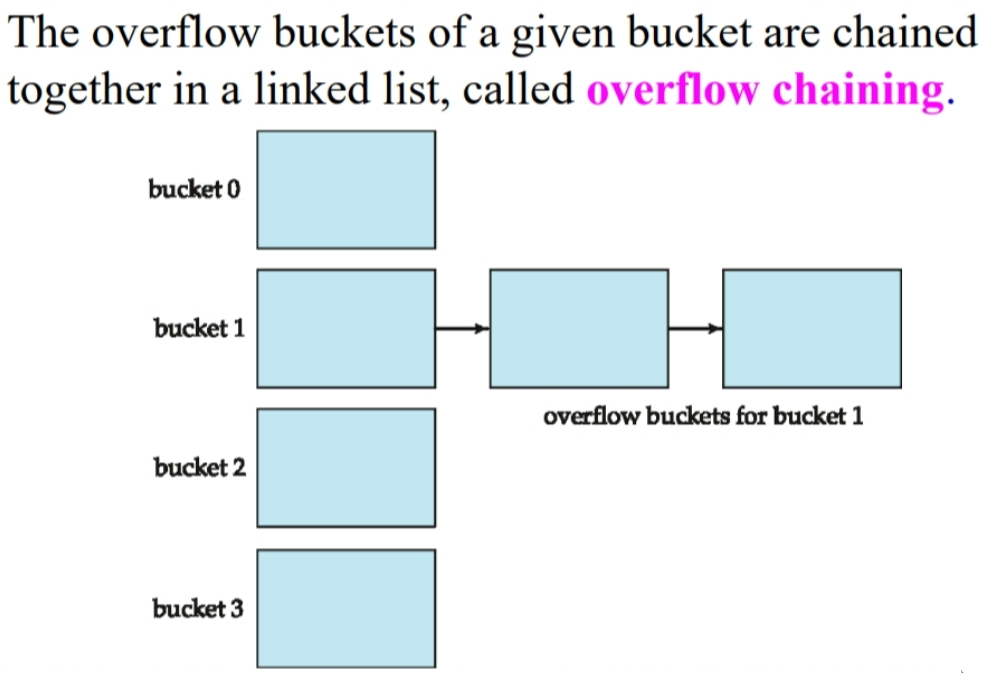 The overflow buckets of a given bucket are chained
together in a linked list, called overflow chaining.
bucket 0
bucket 1
overflow buckets for bucket 1
bucket 2
bucket 3